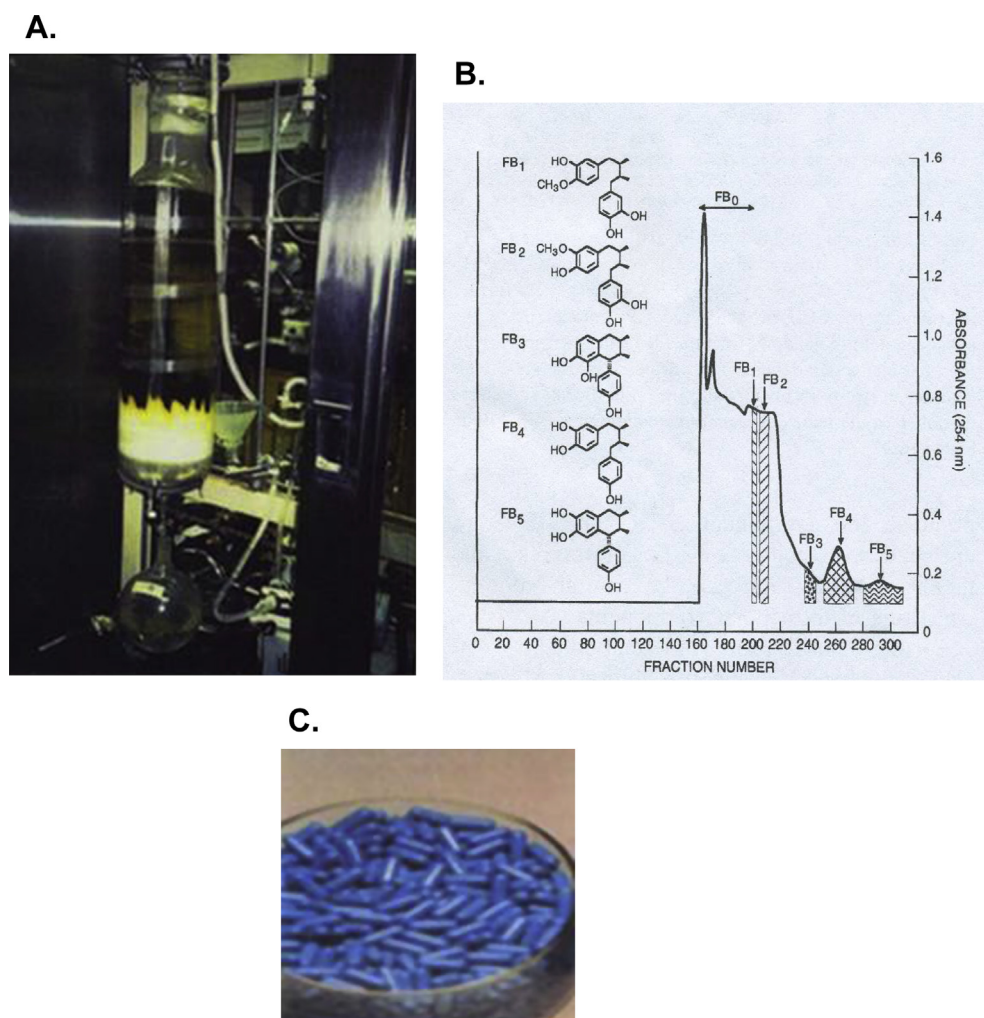 A.
B.
FB₁
HO
CH₃O
OH
OH
FB₂
CH₃O
HO
OH
OH
FB₃
HO
OH
OH
FB₄
HO
HO
OH
FB₅
HO
HO
OH
FB₀
FB₁
FB₂
FB₃
FB₄
FB₅
1.6
1.4
1.2
1.0
0.8
0.6
0.4
0.2
0
ABSORBANCE (254 nm)
0 20 40 60 80 100 120 140 160 180 200 220 240 260 280 300
FRACTION NUMBER
C.